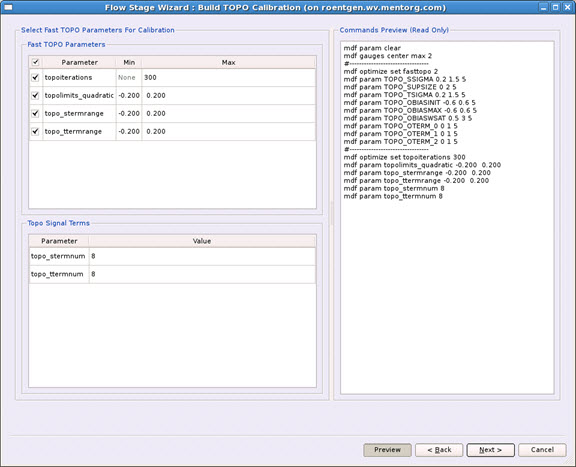 Flow Stage Wizard : Build TOPO Calibration (on roentgen.wv.mentorg.com)
Select Fast TOPO Parameters For Calibration
Fast TOPO Parameters
Parameter Min Max
topoiterations None 300
topolimits_quadratic -0.200 0.200
topo_stermrange -0.200 0.200
topo_ttermrange -0.200 0.200
Topo Signal Terms
Parameter Value
topo_stermnum 8
topo_ttermnum 8
Commands Preview (Read Only)
mdf param clear
mdf gauges center max 2
#-------------------------------
mdf optimize set fasttopo 2
mdf param TOPO_SSIGMA 0.2 1.5 5
mdf param TOPO_SUPSIZE 0 2 5
mdf param TOPO_TSIGMA 0.2 1.5 5
mdf param TOPO_OBIASINIT -0.6 0.6 5
mdf param TOPO_OBIASMAX -0.6 0.6 5
mdf param TOPO_OBIASWSAT 0.5 3 5
mdf param TOPO_OTERM_0 0 1 5
mdf param TOPO_OTERM_1 0 1 5
mdf param TOPO_OTERM_2 0 1 5
#-------------------------------
mdf optimize set topoiterations 300
mdf param topolimits_quadratic -0.200 0.200
mdf param topo_stermrange -0.200 0.200
mdf param topo_ttermrange -0.200 0.200
mdf param topo_stermnum 8
mdf param topo_ttermnum 8
Preview < Back Next > Cancel